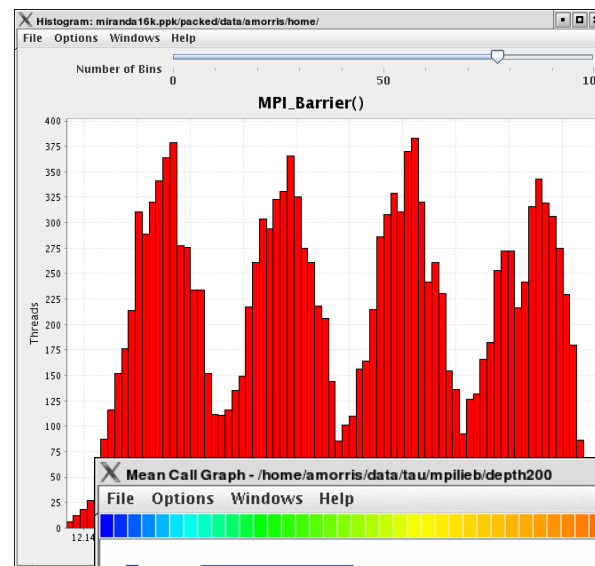 Histogram: miranda16k.ppk/packed/data/amorris/home/
File Options Windows Help
Number of Bins
0 50 10
MPI_Barrier()
400
375
350
325
300
275
250
225
200
175
150
125
100
75
50
25
0
Threads
12.14
Mean Call Graph - /home/amorris/data/tau/mpilieb/depth200
File Options Windows Help